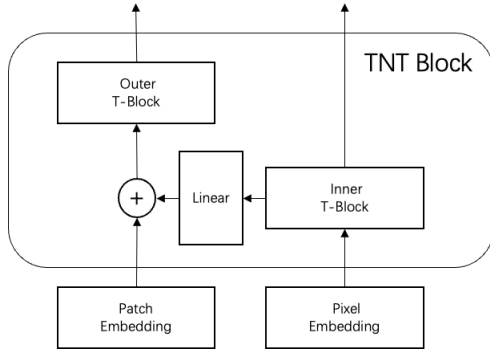 TNT Block
Outer
T-Block
+
Linear
Inner
T-Block
Patch
Embedding
Pixel
Embedding